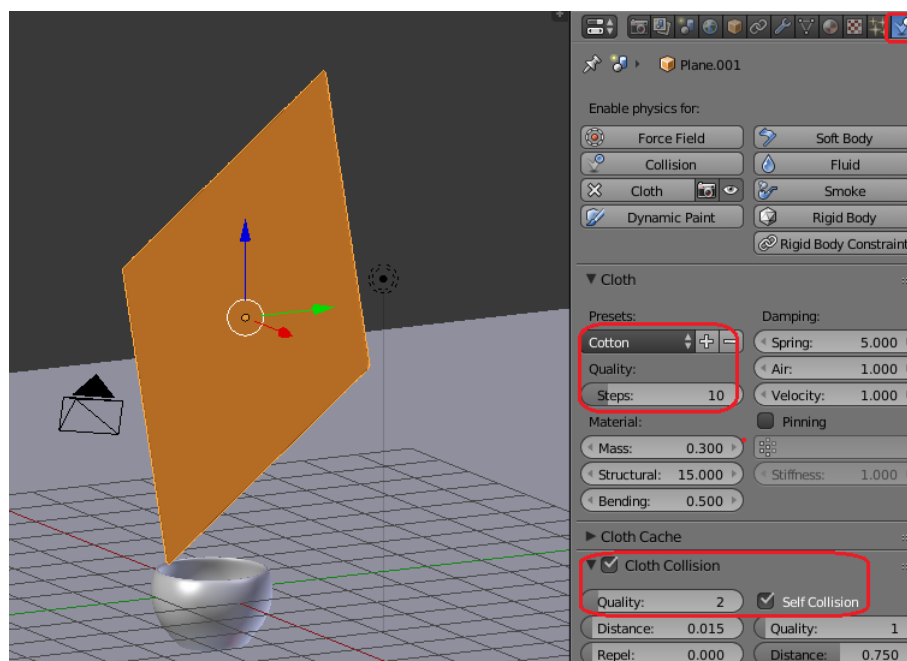 Plane.001
Enable physics for:
Force Field Soft Body
Collision Fluid
Cloth Smoke
Dynamic Paint Rigid Body
Rigid Body Constraint
Cloth
Presets: Damping:
Cotton Spring: 5.000
Quality: Air: 1.000
Steps: 10 Velocity: 1.000
Material: Pinning
Mass: 0.300
Structural: 15.000 Stiffness: 1.000
Bending: 0.500
Cloth Cache
Cloth Collision
Quality: 2 Self Collision
Distance: 0.015 Quality: 1
Repel: 0.000 Distance: 0.750